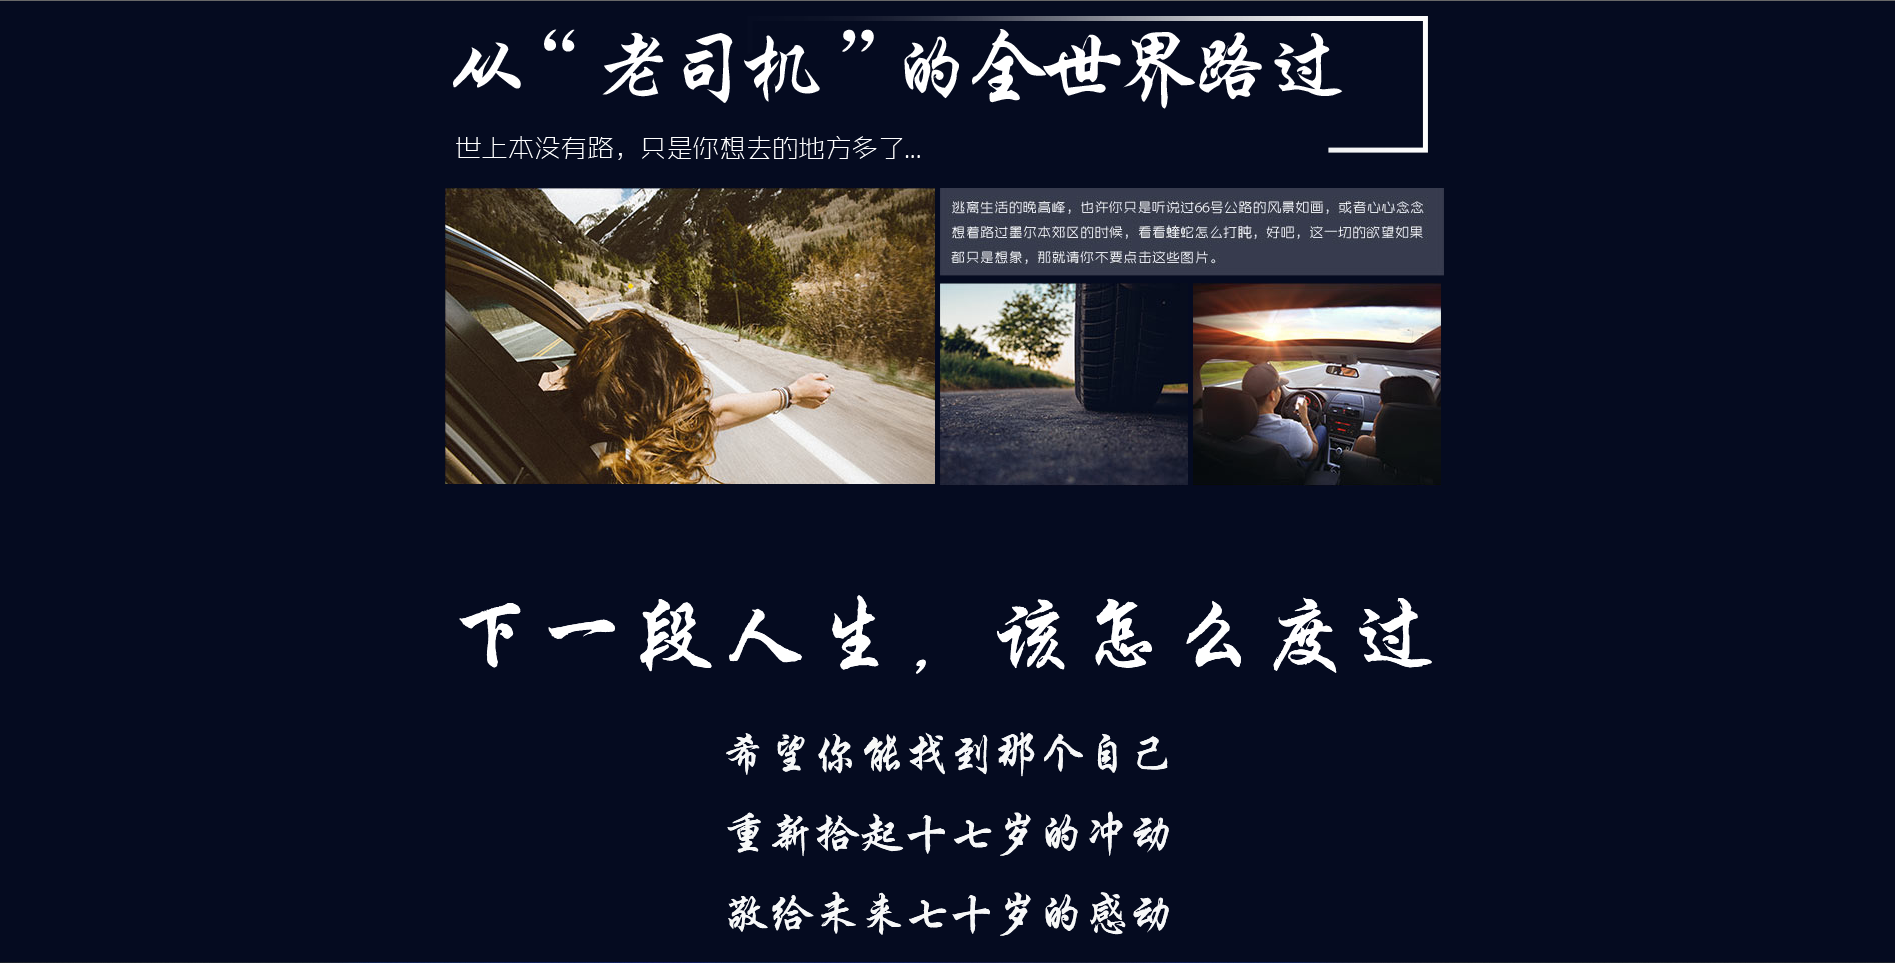 从“老司机”的全世界路过
世上本没有路，只是你想去的地方多了...
逃离生活的晚高峰，也许你只是听说过66号公路的风景如画，或者心心念念
想着路过墨尔本郊区的时候，看看蝰蛇怎么打盹，好吧，这一切的欲望如果
都只是想象，那就请你不要点击这些图片。
下一段人生，该怎么度过
希望你能找到那个自己
重新拾起十七岁的冲动
敬给未来七十岁的感动